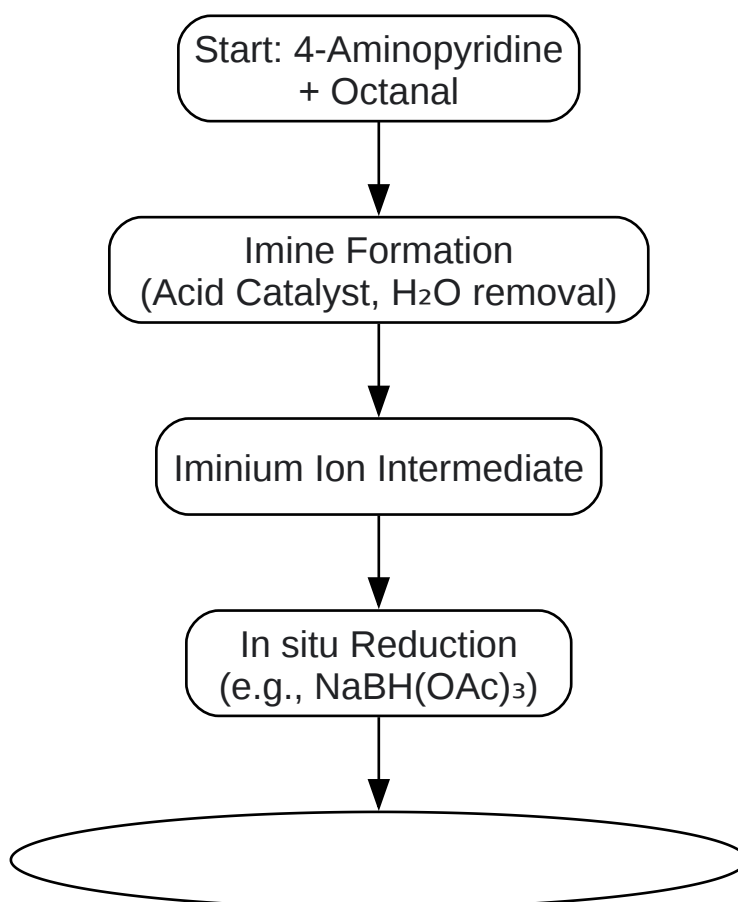 Start: 4-Aminopyridine
+ Octanal
Imine Formation
(Acid Catalyst, H₂O removal)
Iminium Ion Intermediate
In situ Reduction
(e.g., NaBH(OAc)₃)